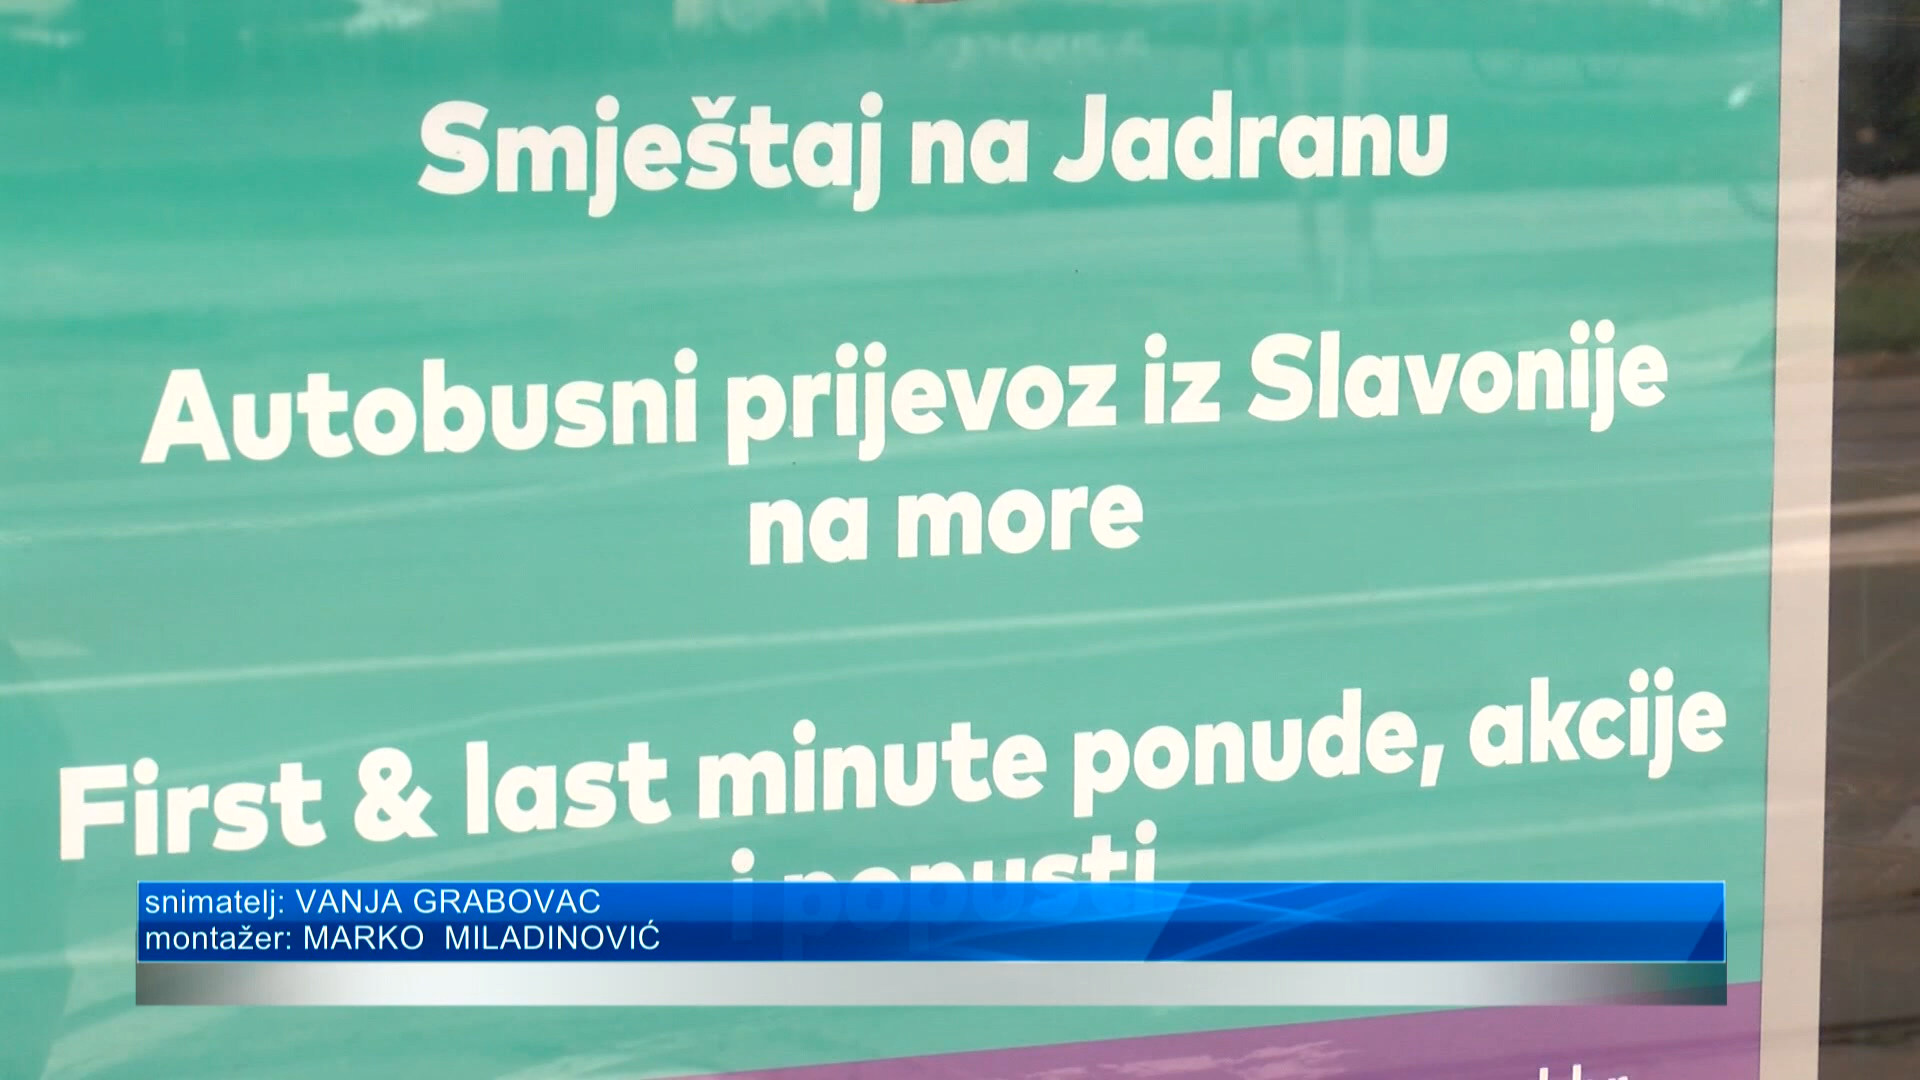 Smještaj na Jadranu
Autobusni prijevoz iz Slavonije
na more
First & last minute ponude, akcije
i popusti
snimatelj: VANJA GRABOVAC
montažer: MARKO MILADINOVIĆ